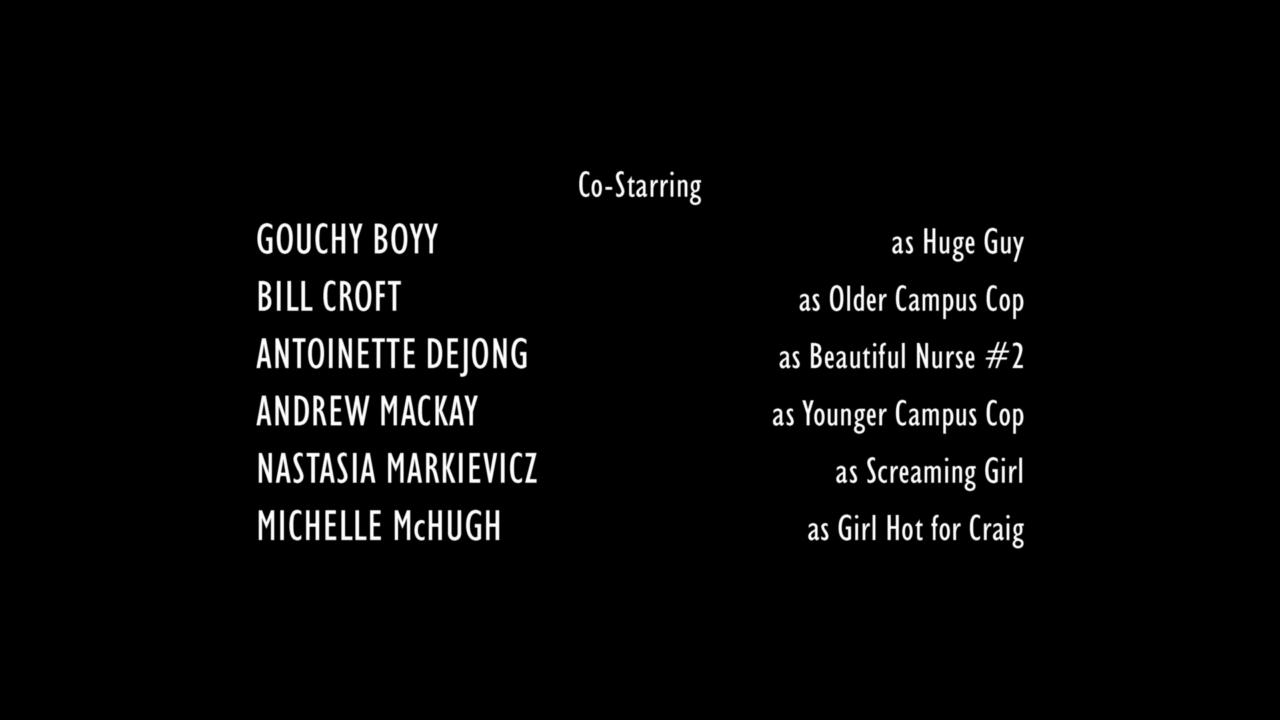 Co-Starring
GOUCHY BOYY as Huge Guy
BILL CROFT as Older Campus Cop
ANTOINETTE DEJONG as Beautiful Nurse #2
ANDREW MACKAY as Younger Campus Cop
NASTASIA MARKIEVICZ as Screaming Girl
MICHELLE McHUGH as Girl Hot for Craig